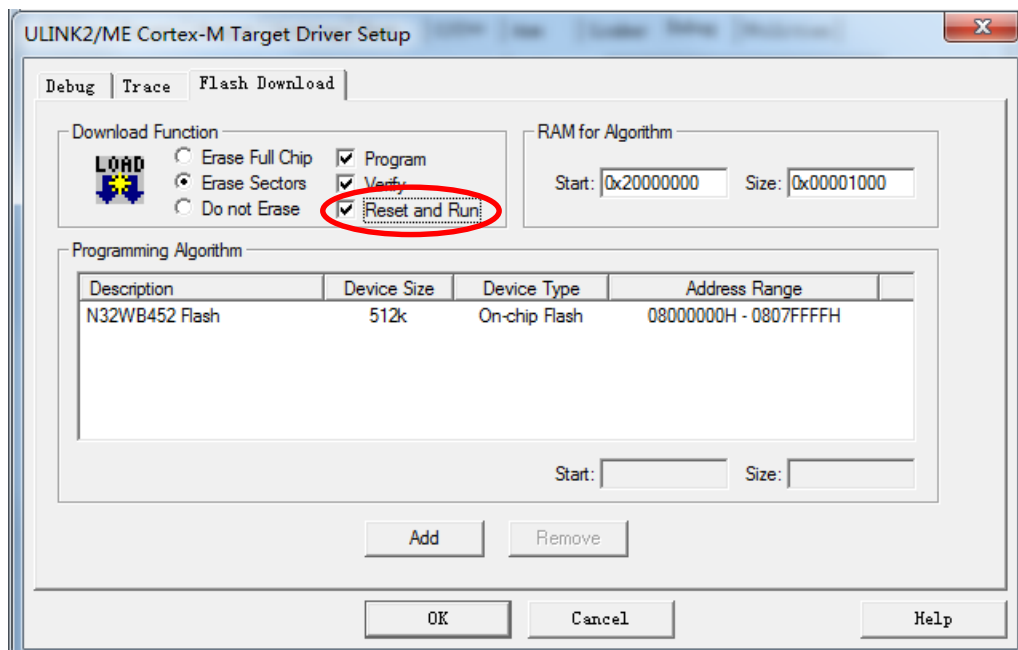 ULINK2/ME Cortex-M Target Driver Setup
Debug Trace Flash Download
Download Function
LOAD
Erase Full Chip
Erase Sectors
Do not Erase
Program
Verify
Reset and Run
RAM for Algorithm
Start: 0x20000000 Size: 0x00001000
Programming Algorithm
Description Device Size Device Type Address Range
N32WB452 Flash 512k On-chip Flash 08000000H - 0807FFFFH
Start: Size:
Add Remove
OK Cancel Help